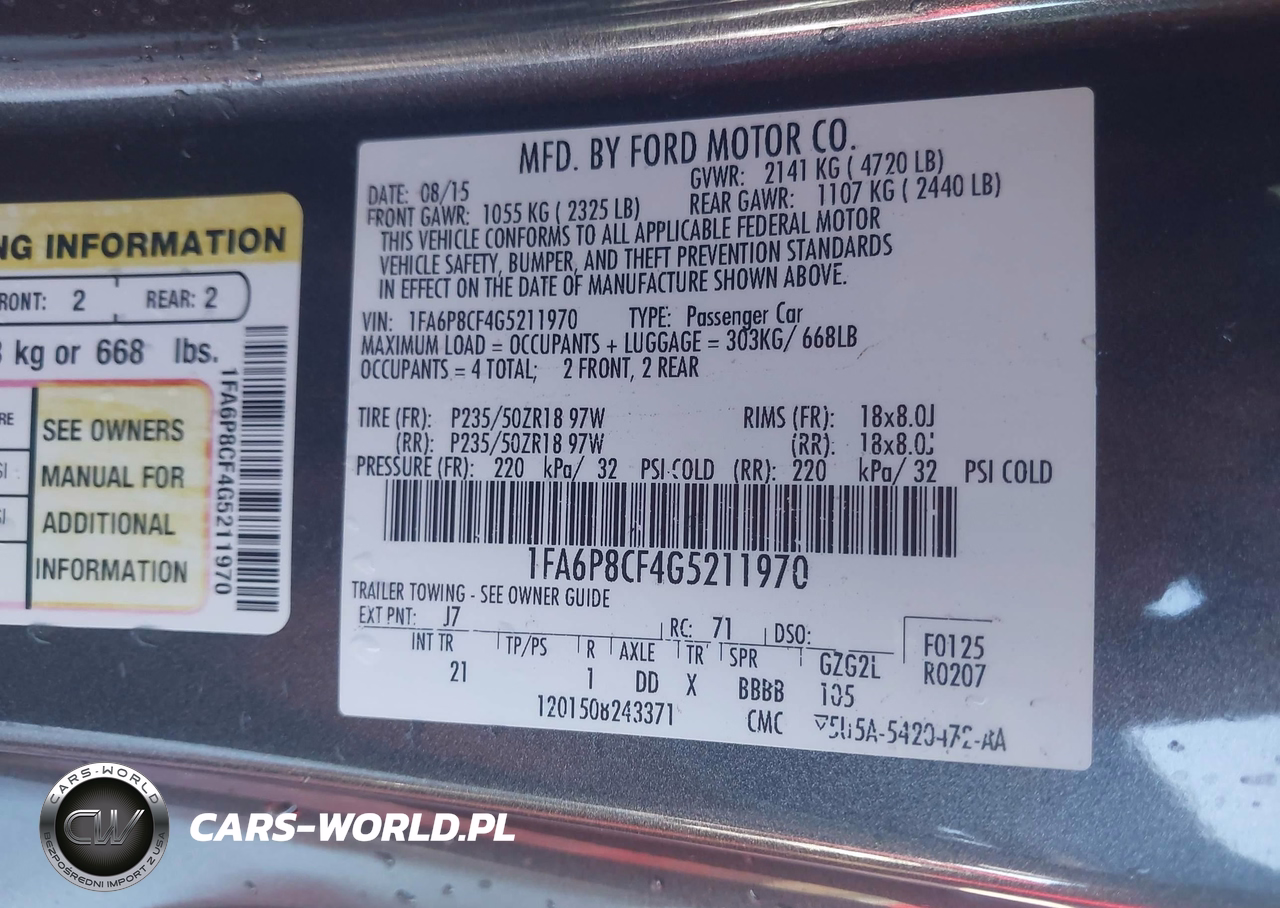 NG INFORMATION
RONT: 2 REAR: 2
kg or 668 lbs.
RE
SI
SI
SEE OWNERS
MANUAL FOR
ADDITIONAL
INFORMATION
1FA6P8CF4G5211970
MFD. BY FORD MOTOR CO.
DATE: 08/15 GVWR: 2141 KG ( 4720 LB)
FRONT GAWR: 1055 KG ( 2325 LB) REAR GAWR: 1107 KG ( 2440 LB)
THIS VEHICLE CONFORMS TO ALL APPLICABLE FEDERAL MOTOR
VEHICLE SAFETY, BUMPER, AND THEFT PREVENTION STANDARDS
IN EFFECT ON THE DATE OF MANUFACTURE SHOWN ABOVE.
VIN: 1FA6P8CF4G5211970 TYPE: Passenger Car
MAXIMUM LOAD = OCCUPANTS + LUGGAGE = 303KG/ 668LB
OCCUPANTS = 4 TOTAL; 2 FRONT, 2 REAR
TIRE (FR): P235/50ZR18 97W RIMS (FR): 18x8.0J
(RR): P235/50ZR18 97W (RR): 18x8.0J
PRESSURE (FR): 220 kPa/ 32 PSI COLD (RR): 220 kPa/ 32 PSI COLD
1FA6P8CF4G5211970
TRAILER TOWING - SEE OWNER GUIDE
EXT PNT: J7 RC: 71 DSO:
INT TR TP/PS R AXLE TR SPR GZG2L F0125
21 1 DD X BBBB 105 R0207
1201508243371 CMC
CARS-WORLD
CW
BEZPOŚREDNI IMPORT Z USA
CARS-WORLD.PL